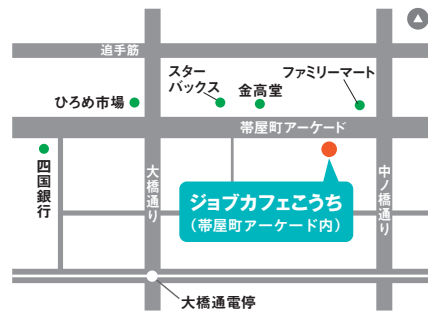 追手筋
スター
バックス
ファミリーマート
金高堂
ひろめ市場
帯屋町アーケード
四国銀行
大橋通り
中ノ橋通り
ジョブカフェこうち
(帯屋町アーケード内)
大橋通電停